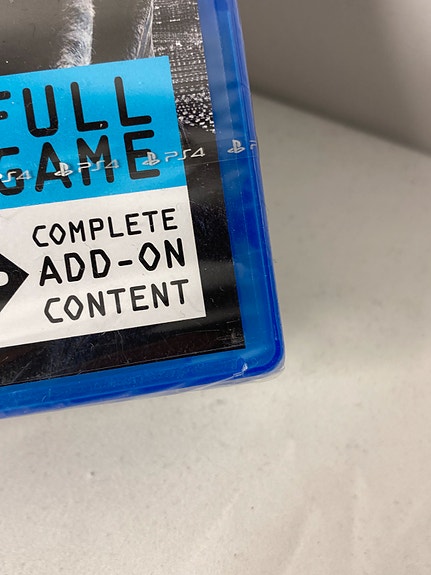 FULL
GAME
PS4 PS4 PS4 PS4
COMPLETE
ADD-ON
CONTENT